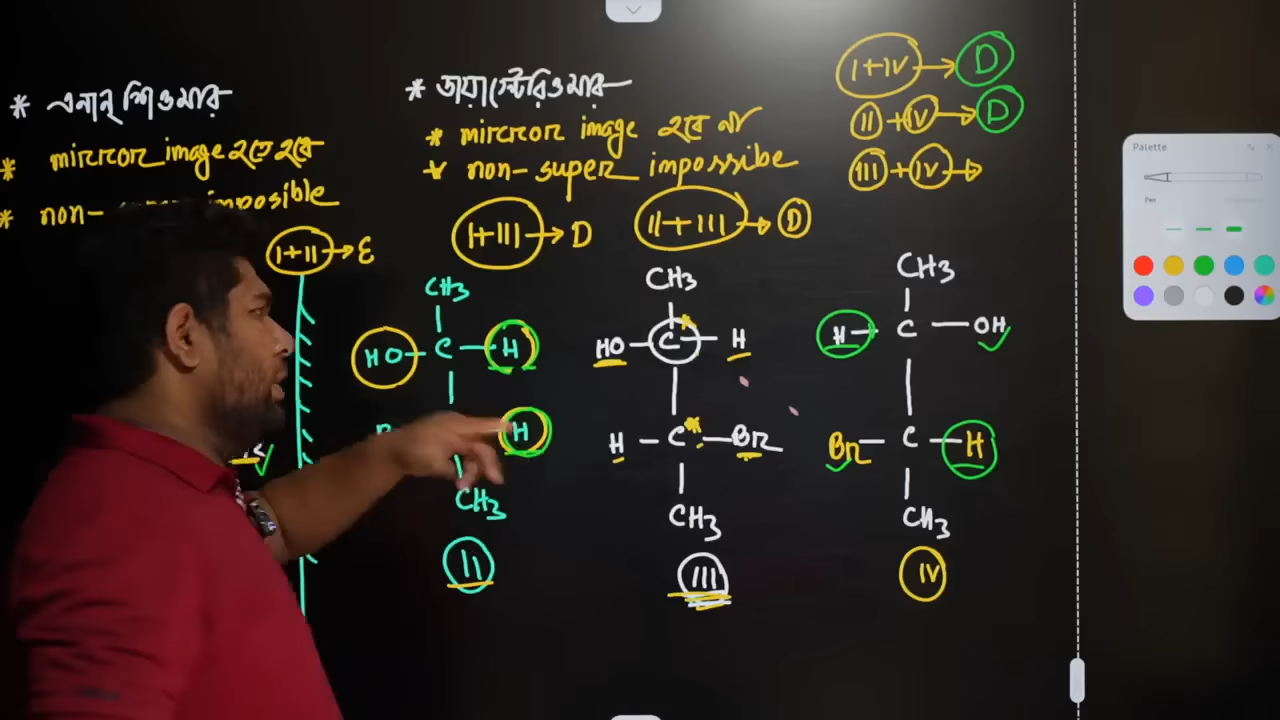 * এনান্শিওমার
* mirror image হতে হবে
* non- imposible
I+II → E
* ডায়াস্টেরিওমার
* mirror image হবে না
* non-super impossibe
I+III → D
II+III → D
I+IV → D
II+IV → D
III+IV →
CH3
HO-C-H
H
CH3
II
CH3
HO-C*-H
H-C*-Br
CH3
III
CH3
H-C-OH
Br-C-H
CH3
IV
Palette
Pen